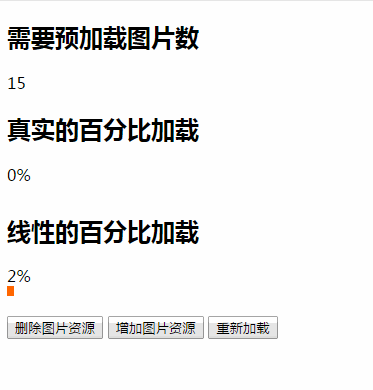 需要预加载图片数
15
真实的百分比加载
0%
线性的百分比加载
2%
删除图片资源 增加图片资源 重新加载